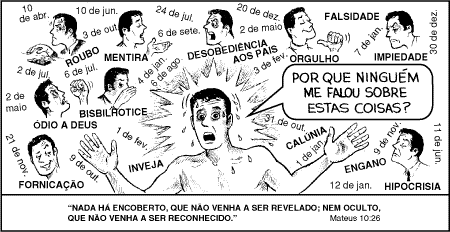 10
de abr.
10 de jun.
3 de out.
24 de jul.
6 de sete.
20 de dez.
2 de maio
FALSIDADE
30 de dez.
7 de jan.
ROUBO
MENTIRA
DESOBEDIENCIA
AOS PAIS
ORGULHO
IMPIEDADE
2 de jul.
6 de jul.
4 de jan.
6 de ago
3 de fev.
2 de
maio
BISBILHOTICE
ÓDIO A DEUS
POR QUE NINGUÉM
ME FALOU SOBRE
ESTAS COISAS?
21 de nov.
1 de fev.
9 de out.
31 de out.
CALÚNIA
1 de jan.
9 de nov.
11 de jun.
INVEJA
ENGANO
FORNICAÇÃO
12 de jan.
HIPOCRISIA
“NADA HÁ ENCOBERTO, QUE NÃO VENHA A SER REVELADO; NEM OCULTO,
QUE NÃO VENHA A SER RECONHECIDO.” Mateus 10:26